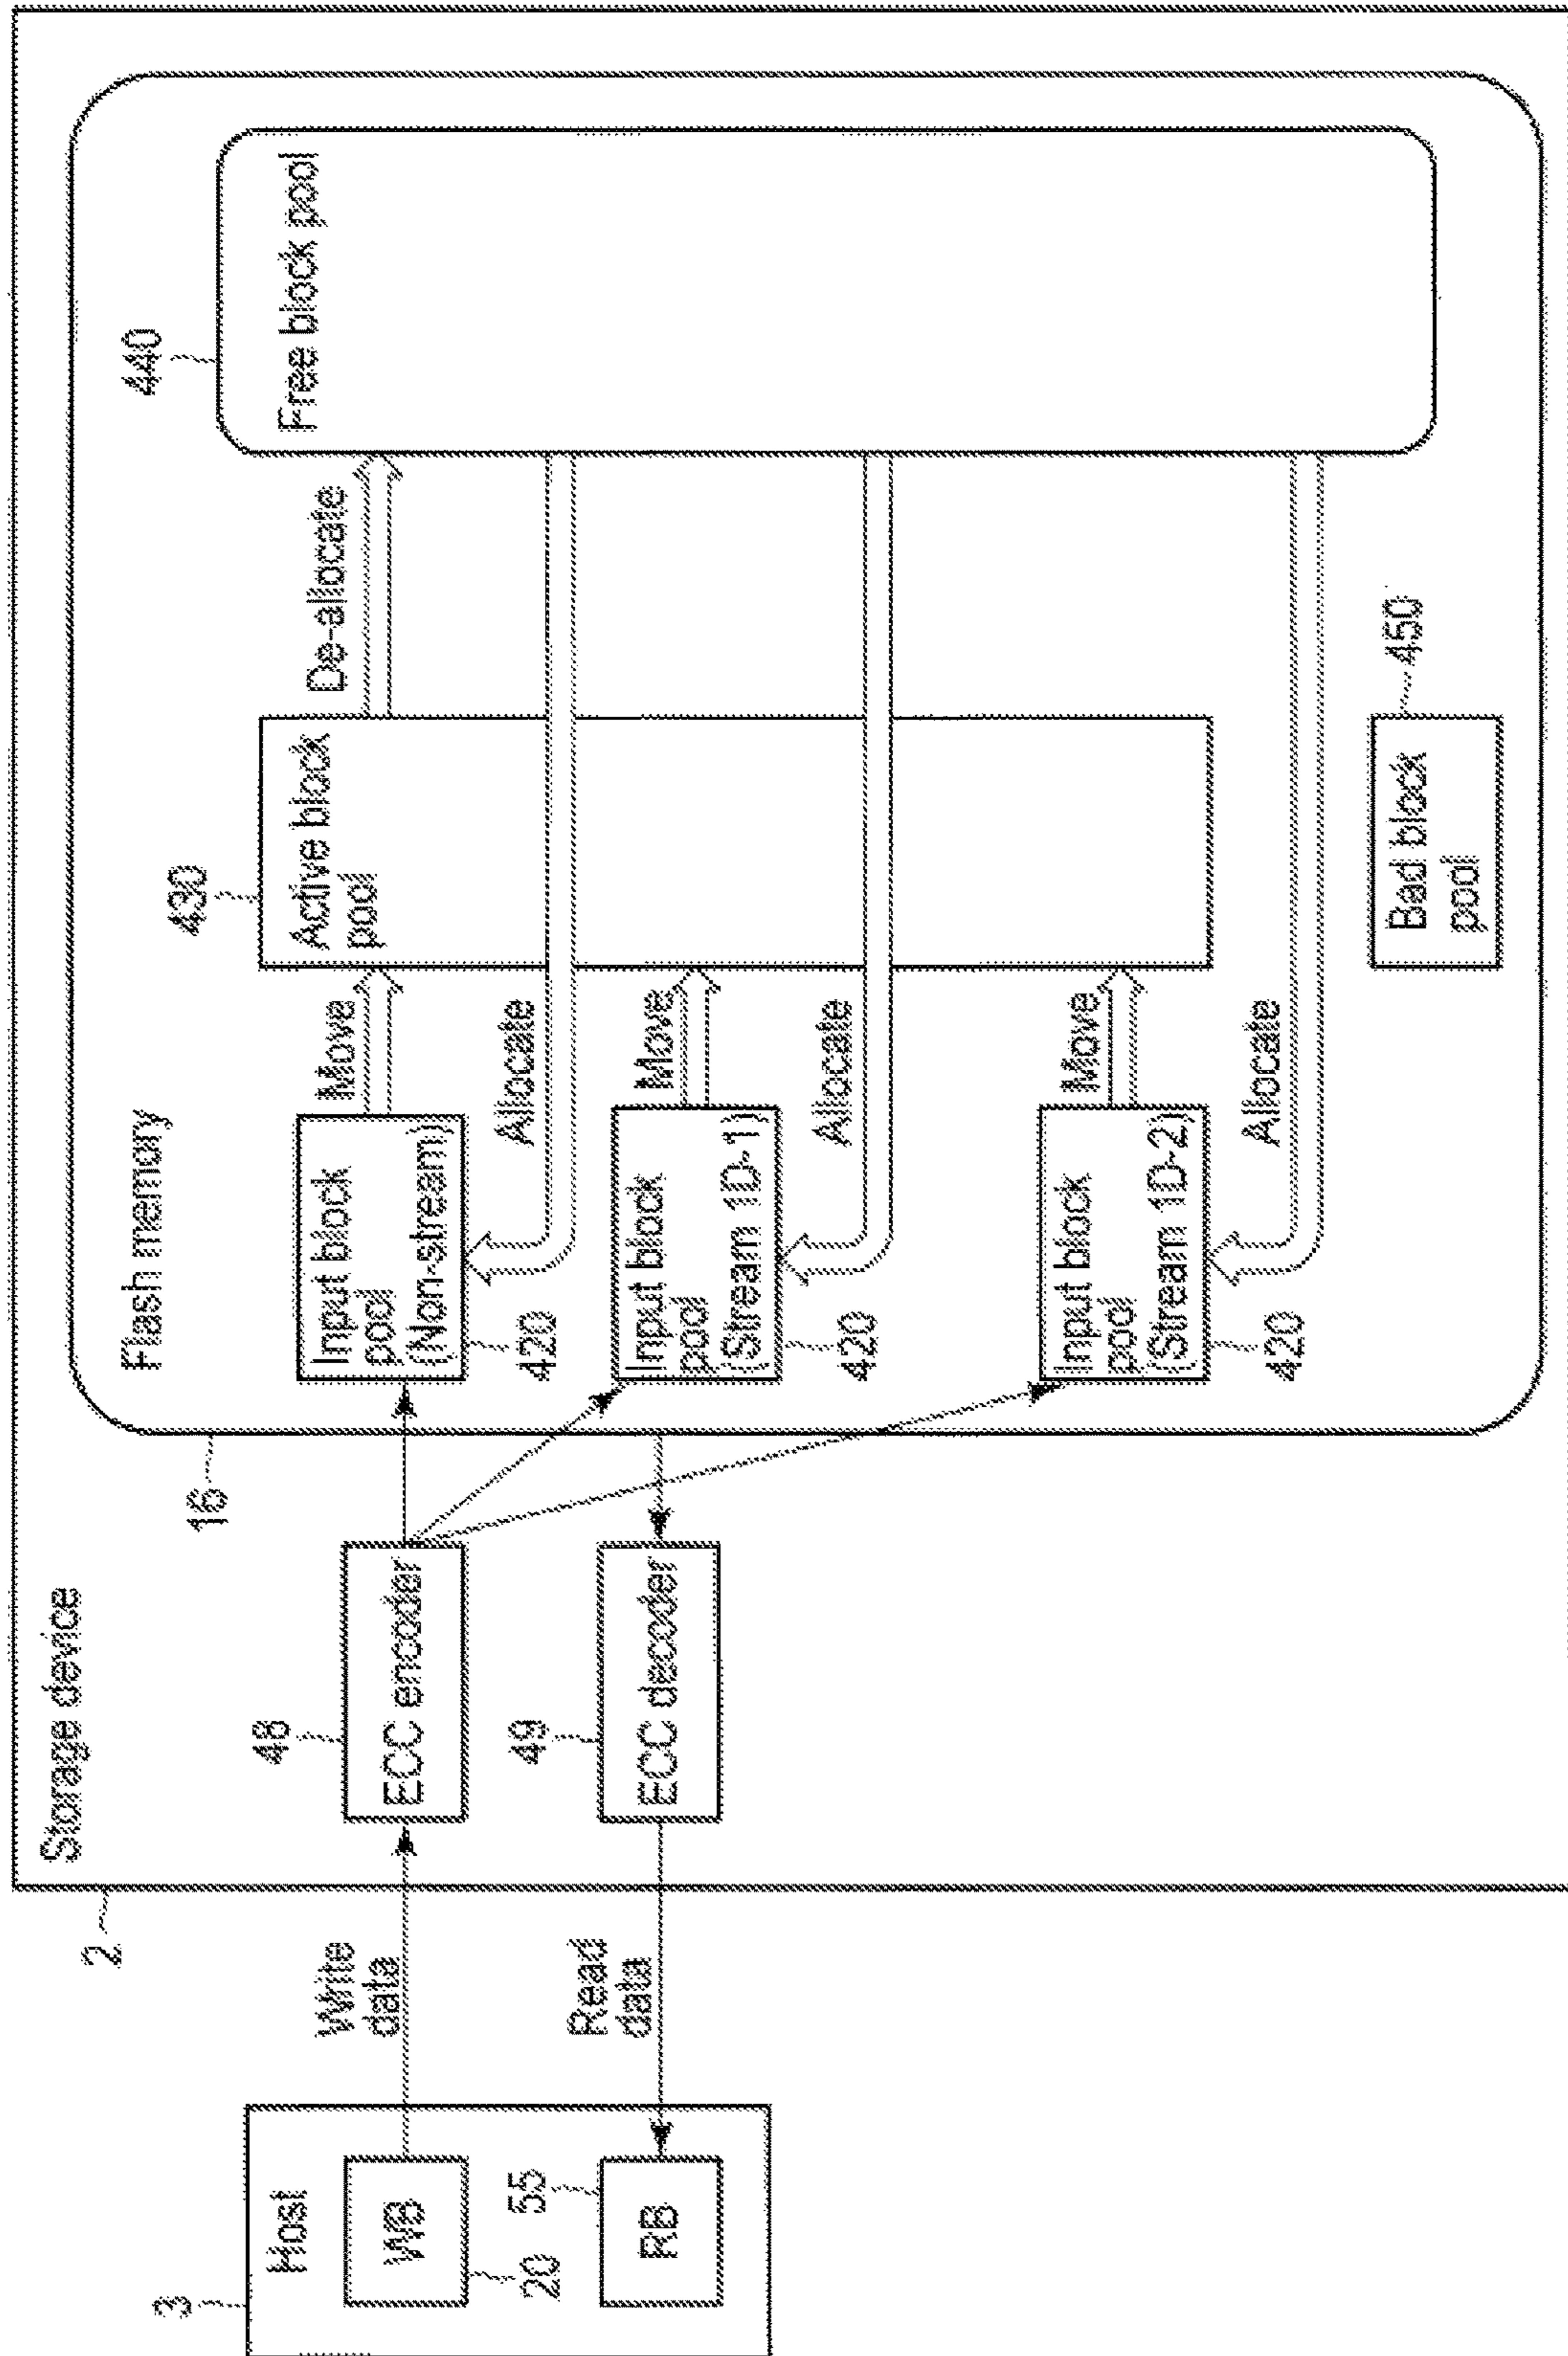 3
Host
WB
20
55
RB
Write
data
Read
data
2
Storage device
48
ECC encoder
49
ECC decoder
16
Flash memory
Input block
pool
(Non-stream)
420
Move
Allocate
Input block
pool
(Stream 1D-1)
420
Move
Allocate
Input block
pool
(Stream 1D-2)
420
Move
Allocate
430
Active block
pool
De-allocate
440
Free block pool
Bad block
pool
450